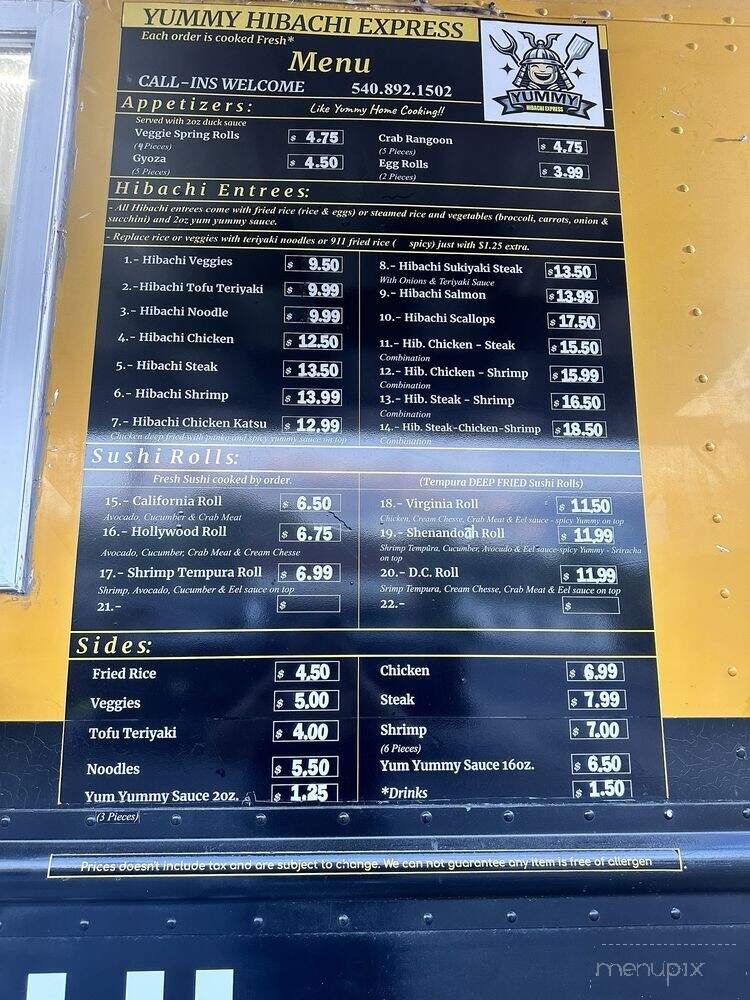 YUMMY HIBACHI EXPRESS
Each order is cooked Fresh*
Menu
CALL-INS WELCOME 540.892.1502
YUMMY
HIBACHI EXPRESS
Appetizers: Like Yummy Home Cooking!!
Served with 2oz duck sauce
Veggie Spring Rolls $ 4.75
(4 Pieces)
Gyoza $ 4.50
(5 Pieces)
Crab Rangoon $ 4.75
(5 Pieces)
Egg Rolls $ 3.99
(2 Pieces)
Hibachi Entrees:
- All Hibachi entrees come with fried rice (rice & eggs) or steamed rice and vegetables (broccoli, carrots, onion &
succhini) and 2oz yum yummy sauce.
- Replace rice or veggies with teriyaki noodles or 911 fried rice ( spicy) just with $1.25 extra.
1.- Hibachi Veggies $ 9.50
2.-Hibachi Tofu Teriyaki $ 9.99
3.- Hibachi Noodle $ 9.99
4.- Hibachi Chicken $ 12.50
5.- Hibachi Steak $ 13.50
6.- Hibachi Shrimp $ 13.99
7.- Hibachi Chicken Katsu $ 12.99
Chicken deep fried with panko and spicy yummy sauce on top
8.- Hibachi Sukiyaki Steak $13.50
With Onions & Teriyaki Sauce
9.- Hibachi Salmon $13.99
10.- Hibachi Scallops $17.50
11.- Hib. Chicken - Steak $15.50
Combination
12.- Hib. Chicken - Shrimp $15.99
Combination
13.- Hib. Steak - Shrimp $16.50
Combination
14.- Hib. Steak-Chicken-Shrimp $18.50
Combination
Sushi Rolls:
Fresh Sushi cooked by order.
15.- California Roll $ 6.50
Avocado, Cucumber & Crab Meat
16.- Hollywood Roll $ 6.75
Avocado, Cucumber, Crab Meat & Cream Chesse
17.- Shrimp Tempura Roll $ 6.99
Shrimp, Avocado, Cucumber & Eel sauce on top
21.- $
(Tempura DEEP FRIED Sushi Rolls)
18.- Virginia Roll $ 11,50
Chicken, Cream Chesse, Crab Meat & Eel sauce - spicy Yummy on top
19.- Shenandoah Roll $ 11,99
Shrimp Tempura, Cucumber, Avocado & Eel sauce-spicy Yummy - Sriracha
on top
20.- D.C. Roll $ 11,99
Srimp Tempura, Cream Chesse, Crab Meat & Eel sauce on top
22.- $
Sides:
Fried Rice $ 4,50
Veggies $ 5.00
Tofu Teriyaki $ 4.00
Noodles $ 5,50
Yum Yummy Sauce 2oz. $ 1.25
(3 Pieces)
Chicken $ 6.99
Steak $ 7.99
Shrimp $ 7.00
(6 Pieces)
Yum Yummy Sauce 16oz. $ 6.50
*Drinks $ 1.50
Prices doesn't include tax and are subject to change. We can not guarantee any item is free of allergen
menupix